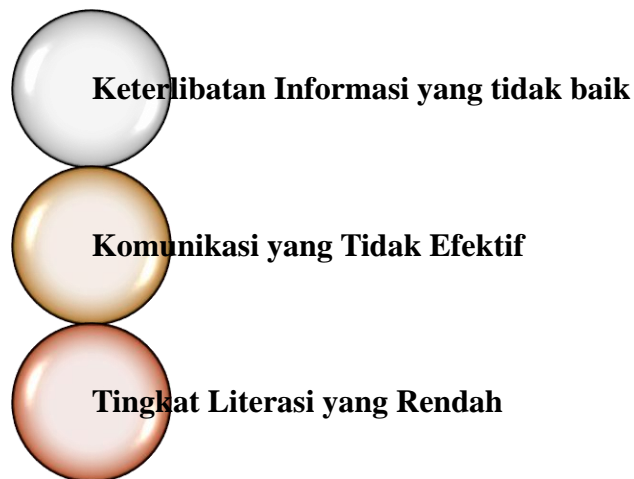 Keterlibatan Informasi yang tidak baik
Komunikasi yang Tidak Efektif
Tingkat Literasi yang Rendah